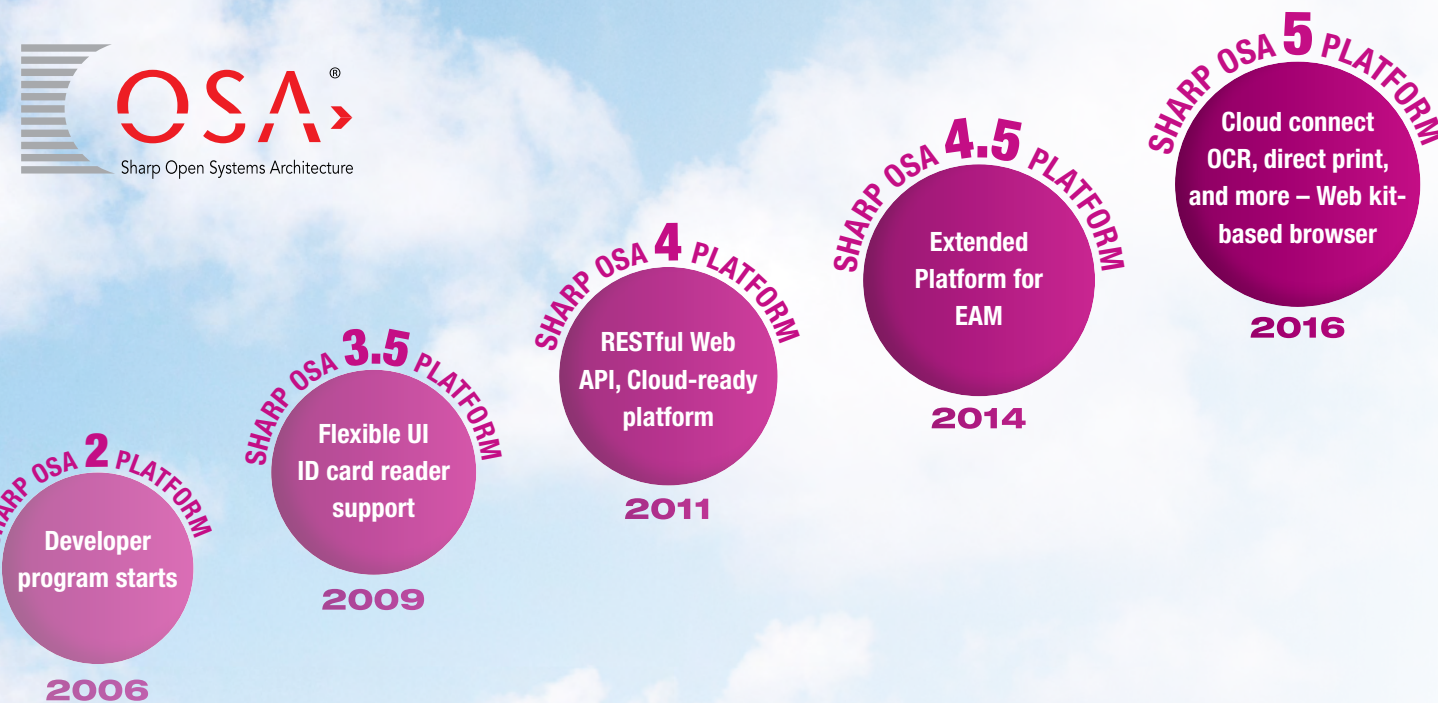 OSA®
Sharp Open Systems Architecture
SHARP OSA 2 PLATFORM
Developer
program starts
2006
SHARP OSA 3.5 PLATFORM
Flexible UI
ID card reader
support
2009
SHARP OSA 4 PLATFORM
RESTful Web
API, Cloud-ready
platform
2011
SHARP OSA 4.5 PLATFORM
Extended
Platform for
EAM
2014
SHARP OSA 5 PLATFORM
Cloud connect
OCR, direct print,
and more – Web kit-
based browser
2016